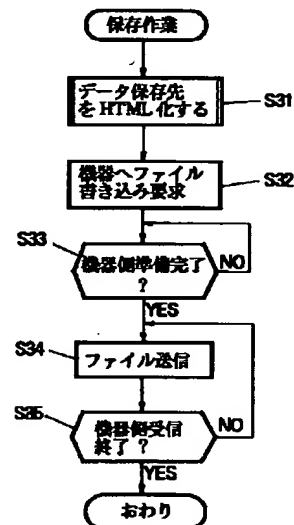 保存作業
データ保存先
をHTML化する
S31
機器へファイル
書き込み要求
S32
S33
機器側準備完了
?
NO
YES
S34
ファイル送信
S35
機器側受信
終了?
NO
YES
おわり